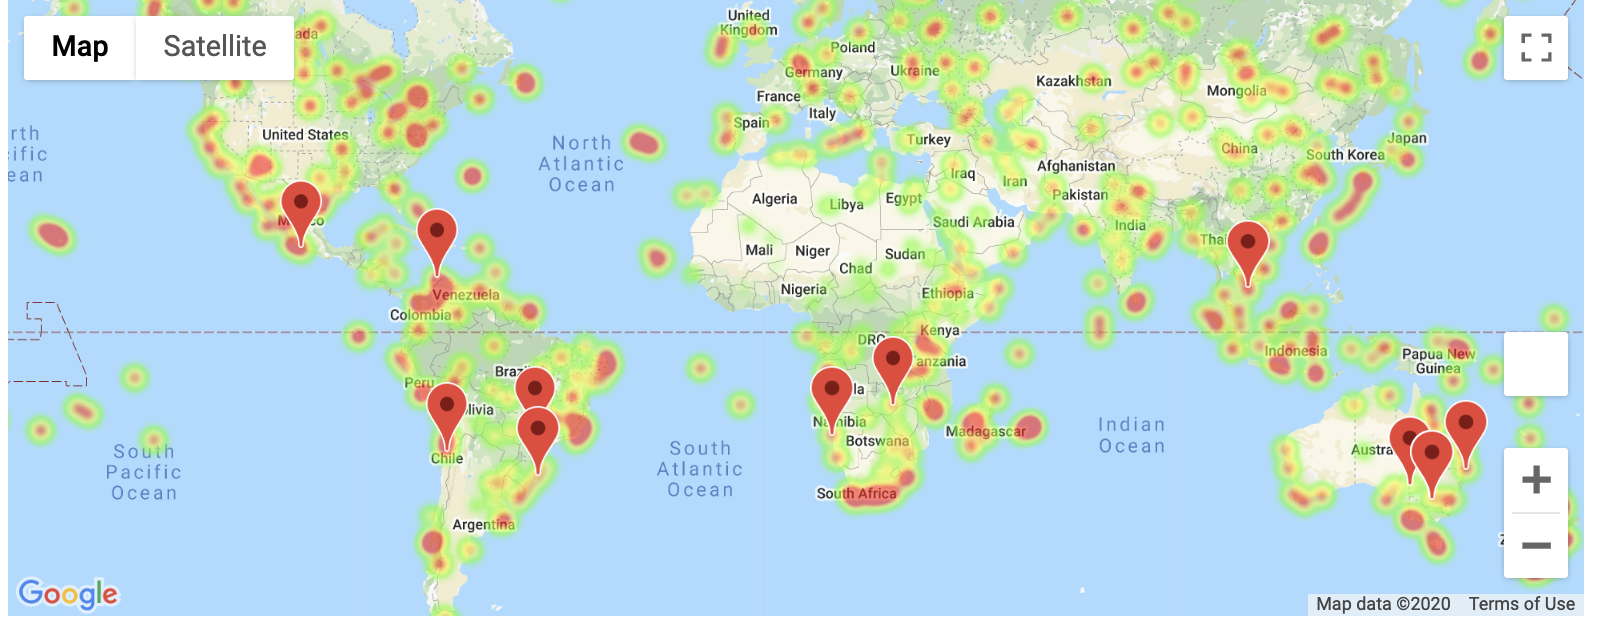 Map
Satellite
ada
United
Kingdom
Poland
Germany
Ukraine
Kazakhstan
Mongolia
France
Italy
Spain
Turkey
United States
North
Atlantic
Ocean
rth
ific
ean
Japan
South Korea
China
Afghanistan
Iraq
Iran
Pakistan
Algeria
Libya
Egypt
Saudi Arabia
India
Tha
M
co
Mali
Niger
Sudan
Chad
Nigeria
Ethiopia
Venezuela
Colombia
Kenya
DRC
anzania
Indonesia
Papua New
Guinea
Peru
Brazi
livia
la
Namibia
Botswana
Madagascar
Indian
Ocean
Chile
South
Pacific
Ocean
South
Atlantic
Ocean
Austra
South Africa
Argentina
Google
Map data ©2020
Terms of Use